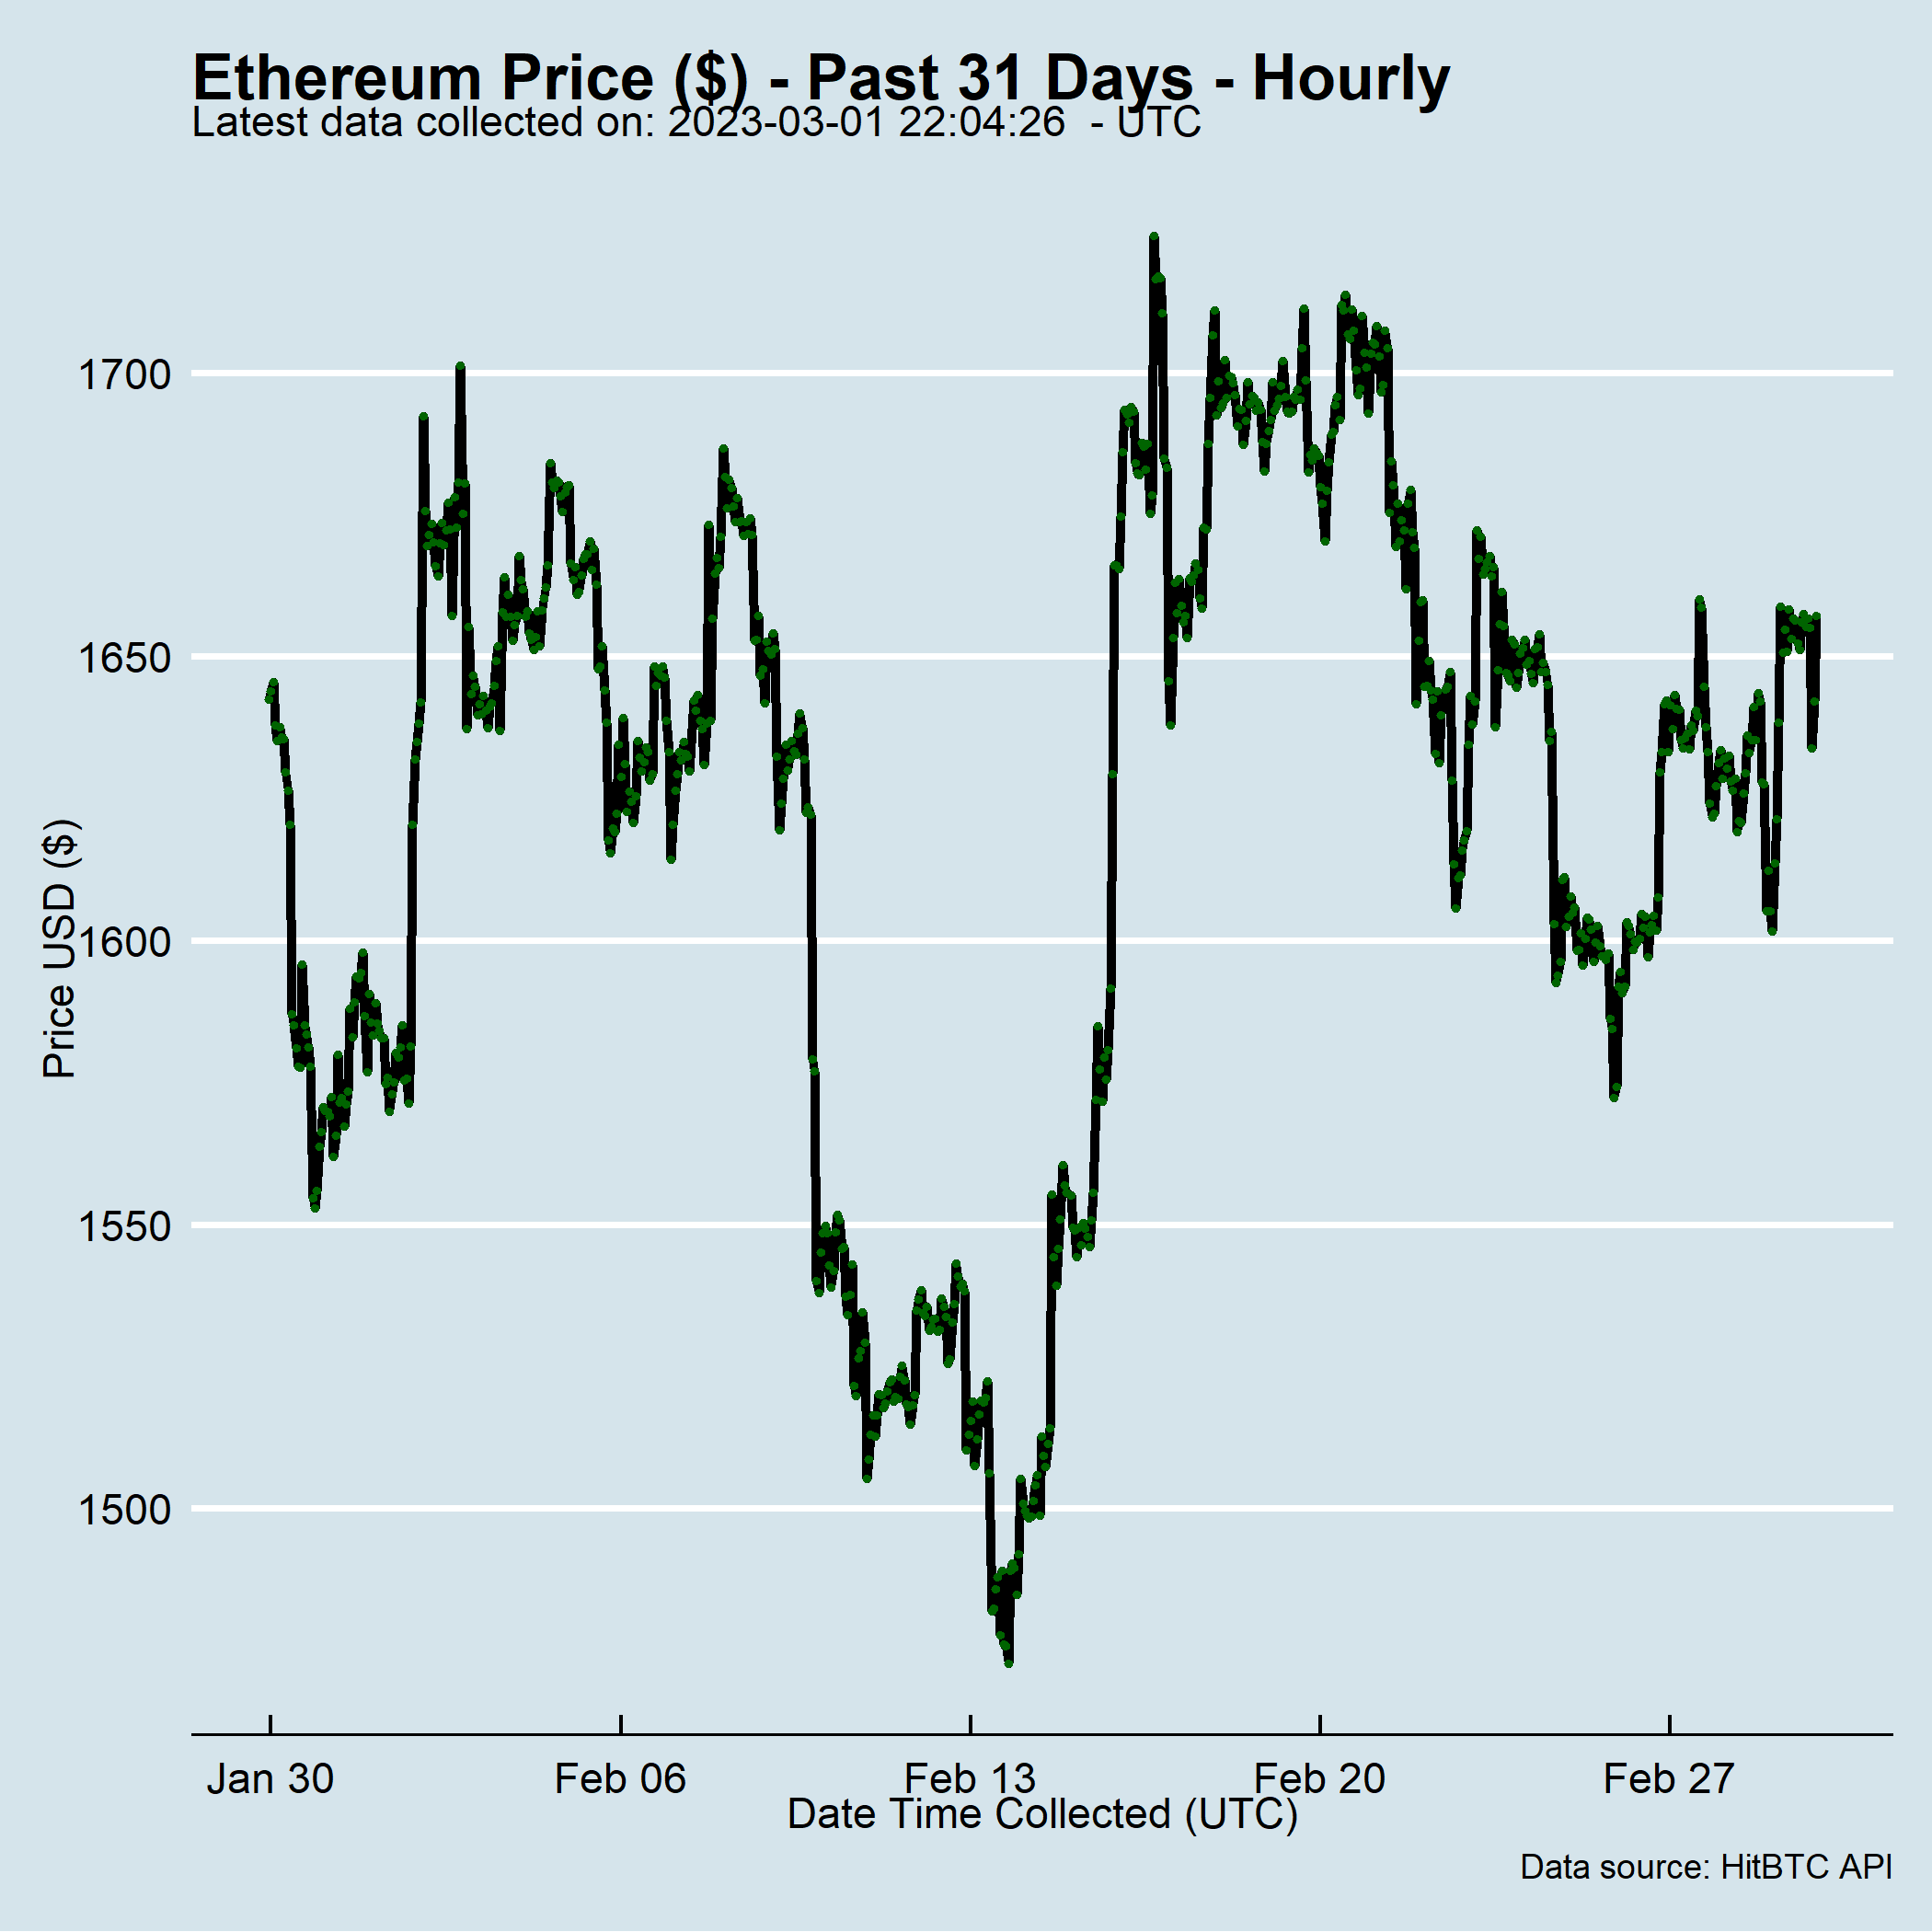 Ethereum Price ($) - Past 31 Days - Hourly
Latest data collected on: 2023-03-01 22:04:26  - UTC
Price USD ($)
1700
1650
1600
1550
1500
Jan 30 Feb 06 Feb 13 Feb 20 Feb 27
Date Time Collected (UTC)
Data source: HitBTC API